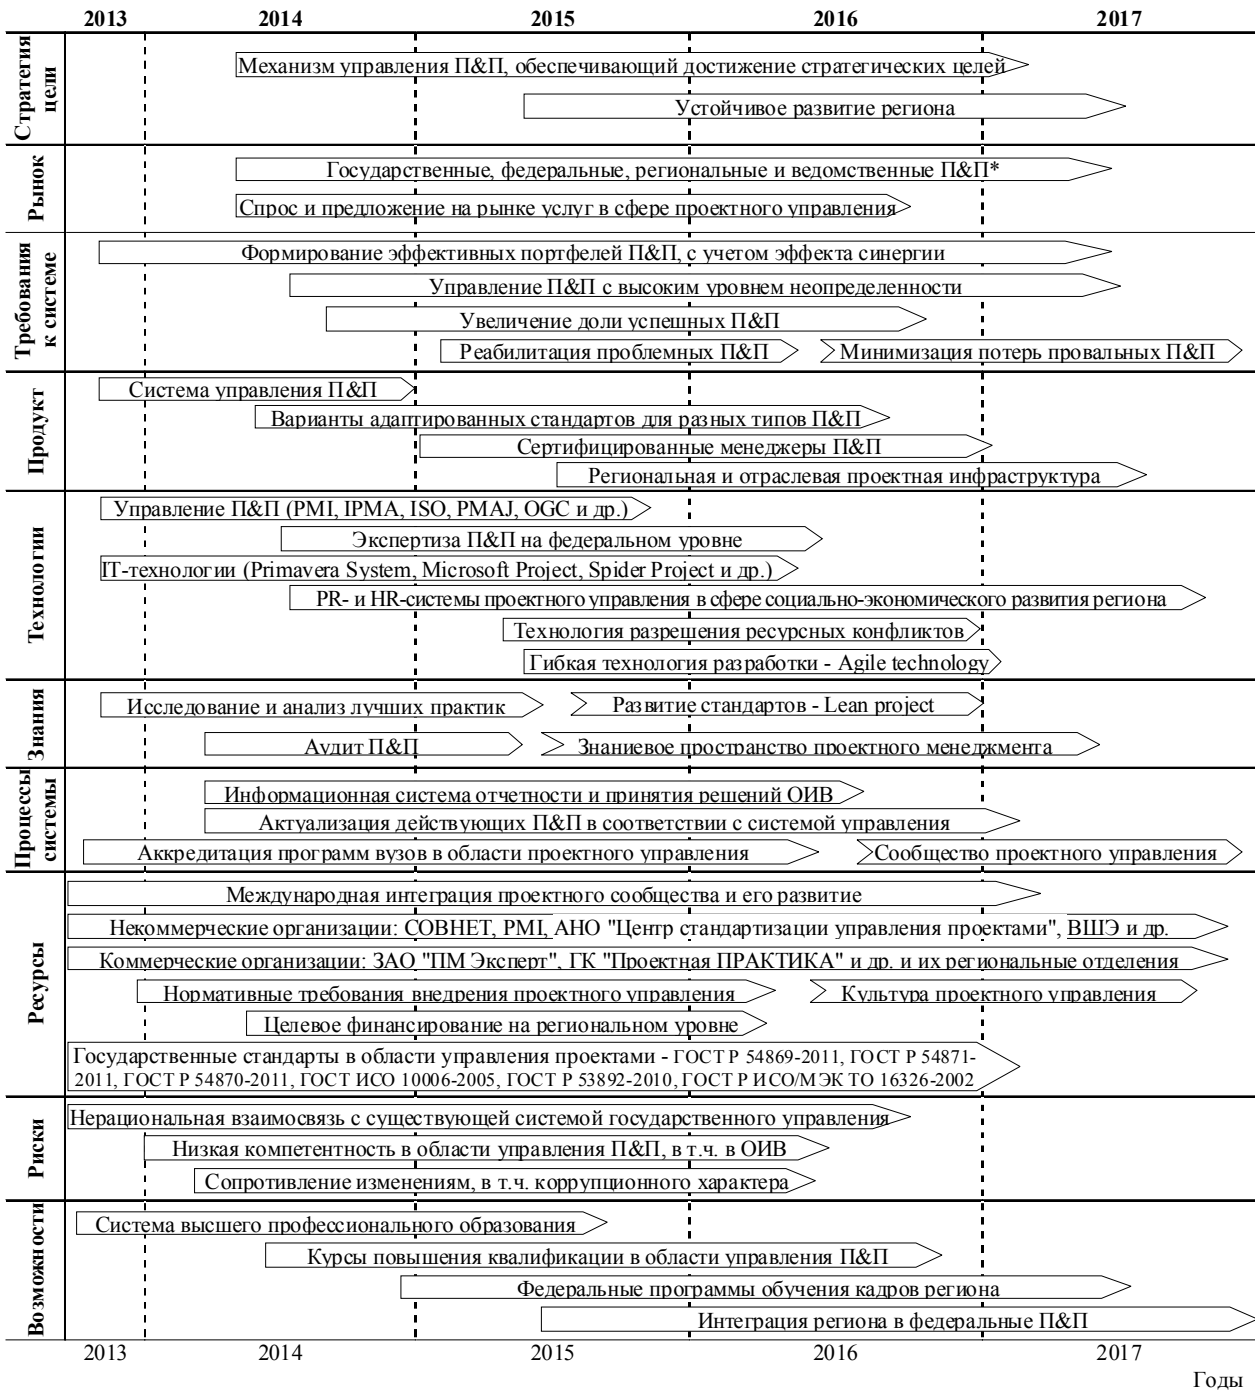 2013 2014 2015 2016 2017
Стратегия
цели
Механизм управления П&П, обеспечивающий достижение стратегических целей
Устойчивого развитие региона
Рынок
Государственные, федеральные, региональные и ведомственные П&П*
Спрос и предложение на рынке услуг в сфере проектного управления
Требования
к системе
Формирование эффективных портфелей П&П, с учетом эффекта синергии
Управление П&П с высоким уровнем неопределенности
Увеличение доли успешных П&П
Реабилитация проблемных П&П
Минимизация потерь провальных П&П
Продукт
Система управления П&П
Варианты адаптированных стандартов для разных типов П&П
Сертифицированные менеджеры П&П
Региональная и отраслевая проектная инфраструктура
Технологии
Управление П&П (PMI, IPMA, ISO, PMAJ, OGC и др.)
Экспертиза П&П на федеральном уровне
IT-технологии (Primavera System, Microsoft Project, Spider Project и др.)
PR- и HR-системы проектного управления в сфере социально-экономического развития региона
Технология разрешения ресурсных конфликтов
Гибкая технология разработки - Agile technology
Знания
Исследование и анализ лучших практик
Развитие стандартов - Lean project
Аудит П&П
Знаниевое пространство проектного менеджмента
Процессы
системы
Информационная система отчетности и принятия решений ОИВ
Актуализация действующих П&П в соответствии с системой управления
Аккредитация программ вузов в области проектного управления
Сообщество проектного управления
Ресурсы
Международная интеграция проектного сообщества и его развитие
Некоммерческие организации: СОВНЕТ, PMI, АНО "Центр стандартизации управления проектами", ВШЭ и др.
Коммерческие организации: ЗАО "ПМ Эксперт", ГК "Проектная ПРАКТИКА" и др. и их региональные отделения
Нормативные требования внедрения проектного управления
Культура проектного управления
Целевое финансирование на региональном уровне
Государственные стандарты в области управления проектами - ГОСТ Р 54869-2011, ГОСТ Р 54871-
2011, ГОСТ Р 54870-2011, ГОСТ ИСО 10006-2005, ГОСТ Р 53892-2010, ГОСТ Р ИСО/МЭК ТО 16326-2002
Риски
Нерациональная взаимосвязь с существующей системой государственного управления
Низкая компетентность в области управления П&П, в т.ч. в ОИВ
Сопротивление изменениям, в т.ч. коррупционного характера
Возможности
Система высшего профессионального образования
Курсы повышения квалификации в области управления П&П
Федеральные программы обучения кадров региона
Интеграция региона в федеральные П&П
2013 2014 2015 2016 2017
Годы